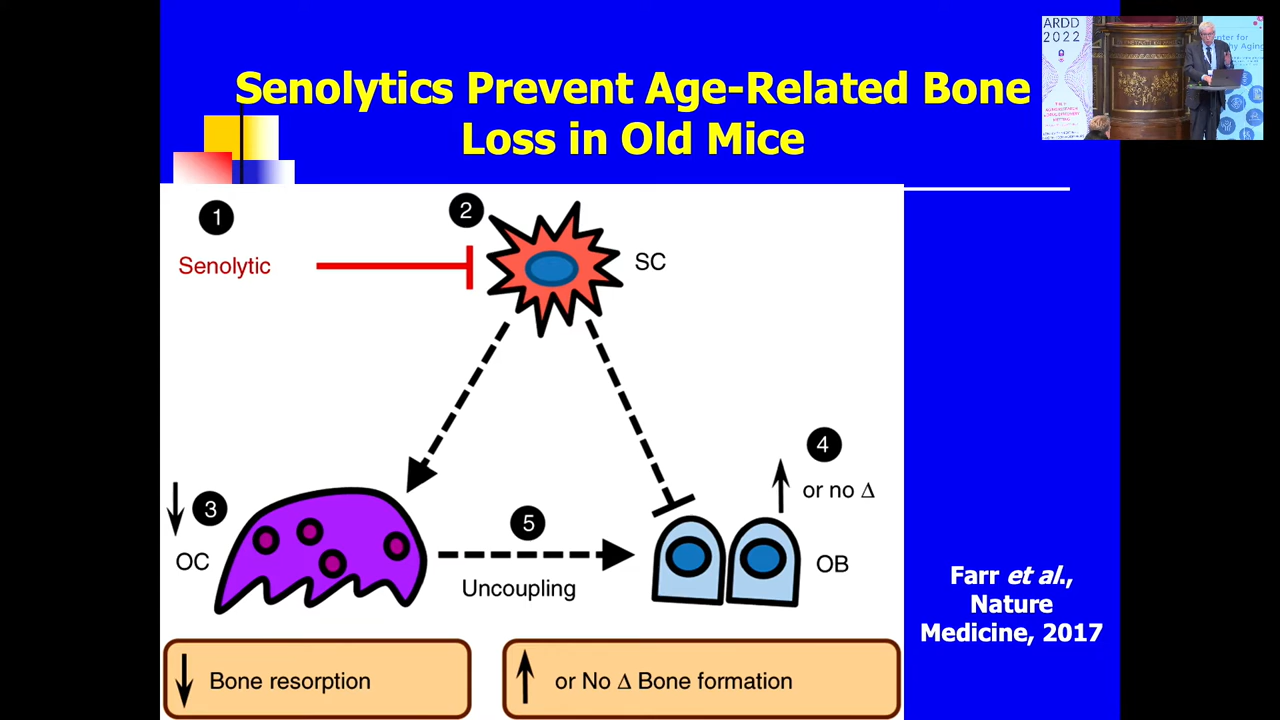 Senolytics Prevent Age-Related Bone
Loss in Old Mice
ARDD
2022
1
Senolytic
2
SC
3
OC
5
Uncoupling
4
or no Δ
OB
Bone resorption
or No Δ Bone formation
Farr et al.,
Nature
Medicine, 2017